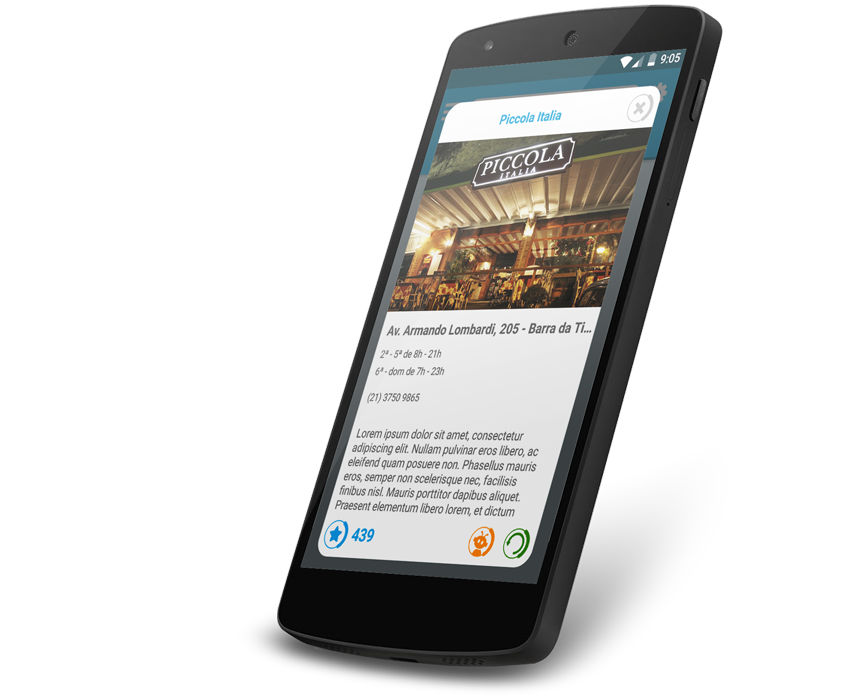 9:05
Piccola Italia
PICCOLA
ITALIA
Av. Armando Lombardi, 205 - Barra da Ti...
2ª - 5ª de 8h - 21h
6ª - dom de 7h - 23h
(21) 3750 9865
Lorem ipsum dolor sit amet, consectetur
adipiscing elit. Nullam pulvinar eros libero, ac
eleifend quam posuere non. Phasellus mauris
eros, semper non scelerisque nec, facilisis
finibus nisl. Mauris porttitor dapibus aliquet.
Praesent elementum libero lorem, et dictum
439